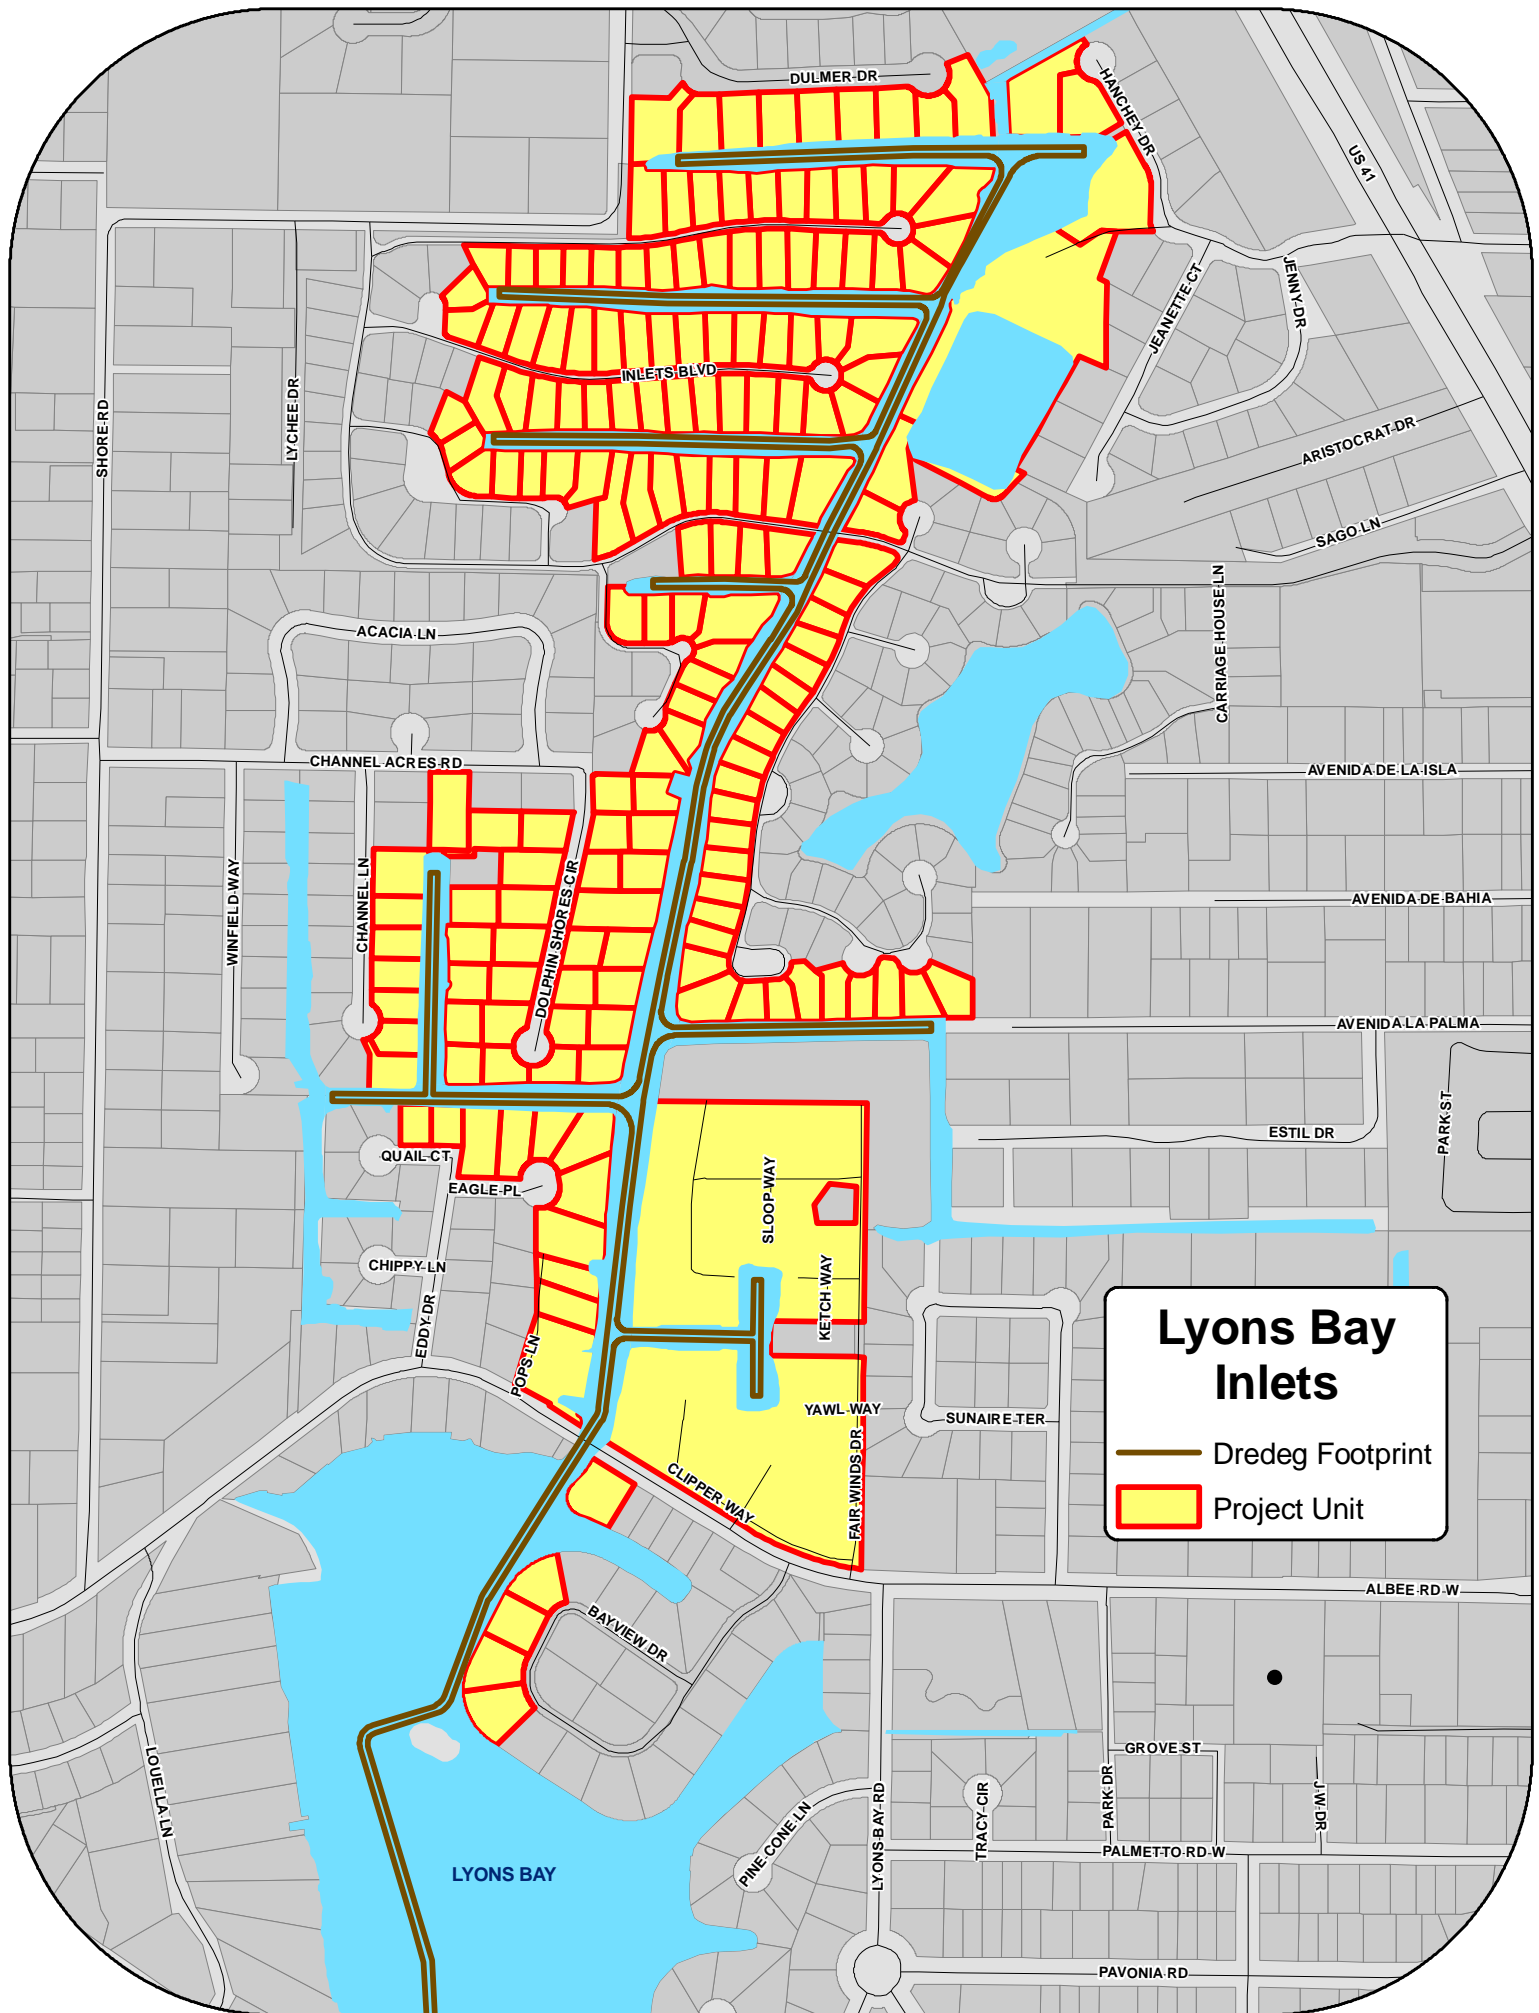 DULMER DR
HANCHEY DR
US 41
JEANETTE CT
JENNY DR
INLETS BLVD
LYCHEE DR
SHORE RD
ARISTOCRAT DR
SAGO LN
CARRIAGE HOUSE LN
ACACIA LN
CHANNEL ACRES RD
AVENIDA DE LA ISLA
WINFIELD WAY
CHANNEL LN
DOLPHIN SHORES CIR
AVENIDA DE BAHIA
AVENIDA LA PALMA
PARK ST
ESTIL DR
QUAIL CT
EAGLE PL
SLOOP WAY
CHIPPY LN
KETCH WAY
EDDY DR
POPS LN
Lyons Bay
Inlets
Dredeg Footprint
Project Unit
YAWL WAY
SUNAIRE TER
CLIPPER WAY
FAIR WINDS DR
ALBEE RD W
BAYVIEW DR
LOUELLA LN
GROVE ST
PARK DR
J W DR
TRACY CIR
PINE CONE LN
LYONS BAY RD
PALMETTO RD W
LYONS BAY
PAVONIA RD